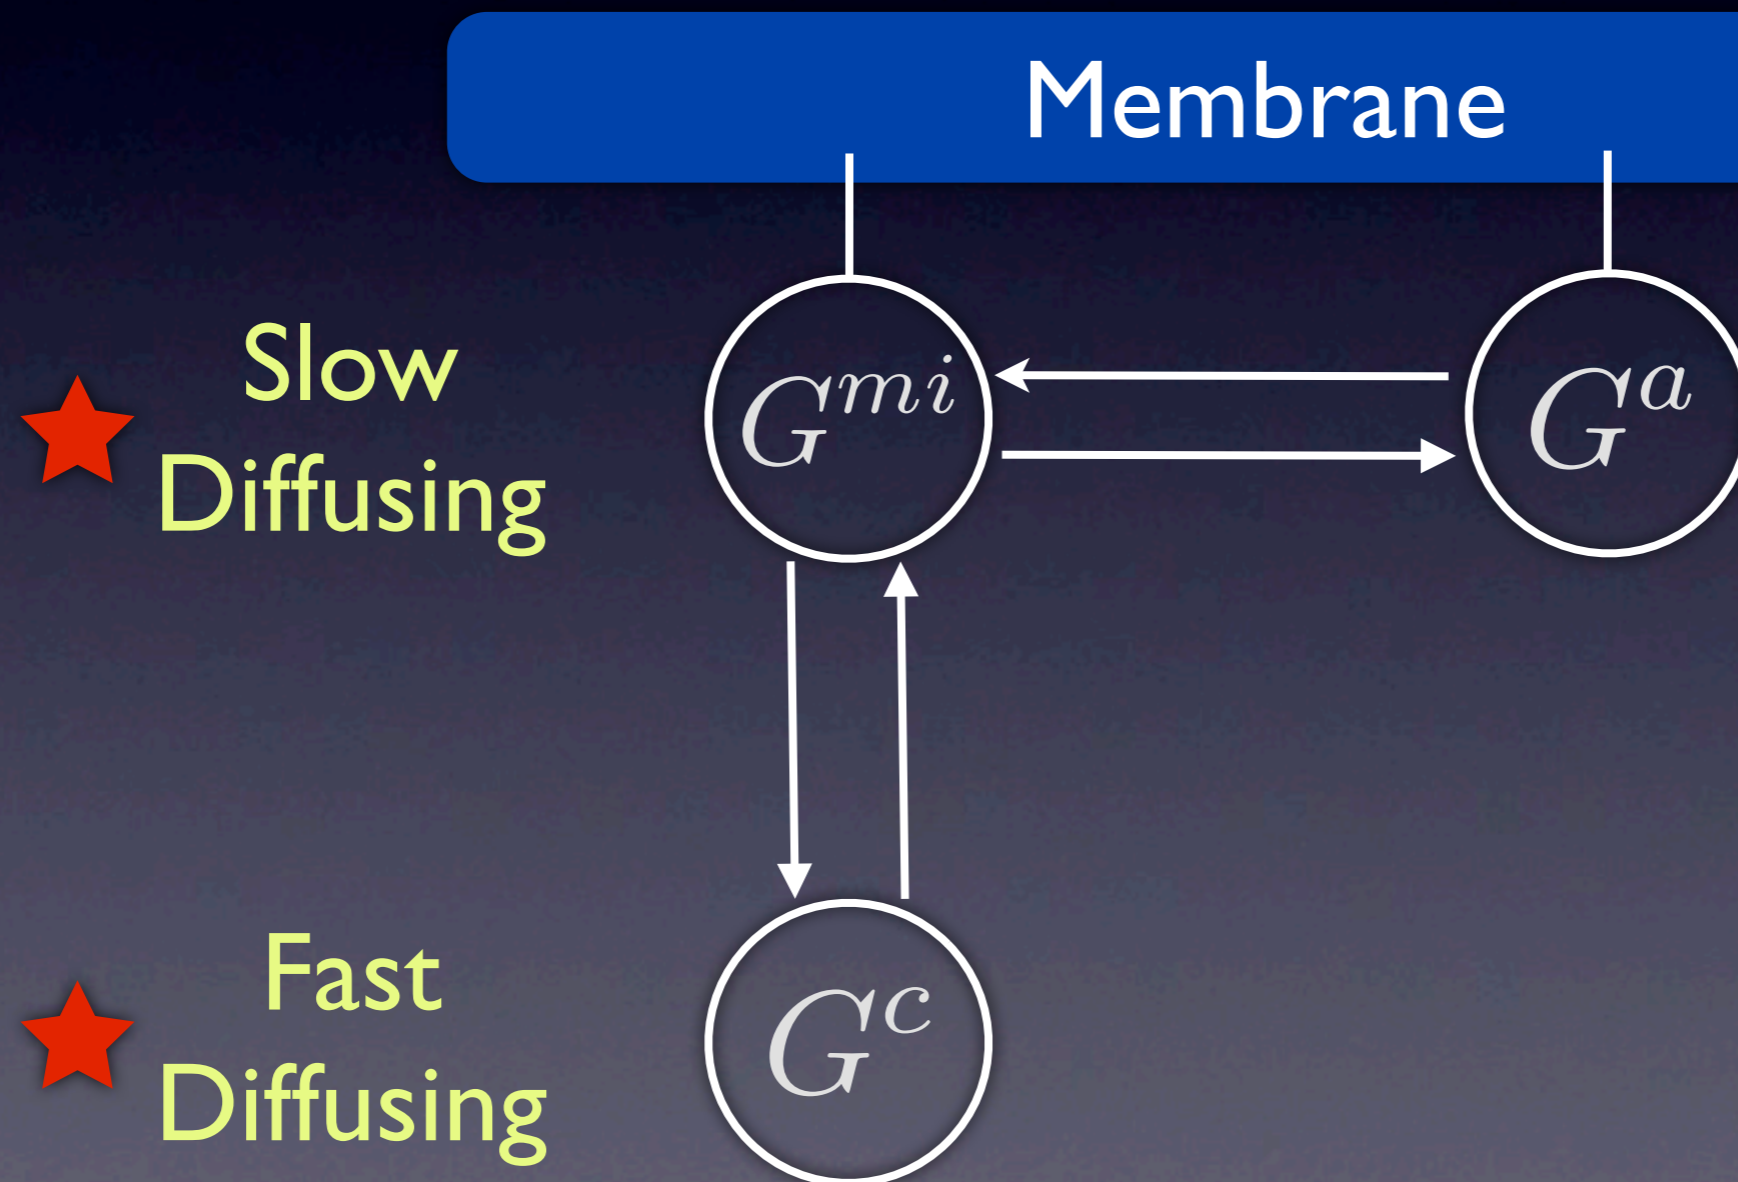 Membrane
Slow
Diffusing
G^{mi}
G^{a}
Fast
Diffusing
G^{c}